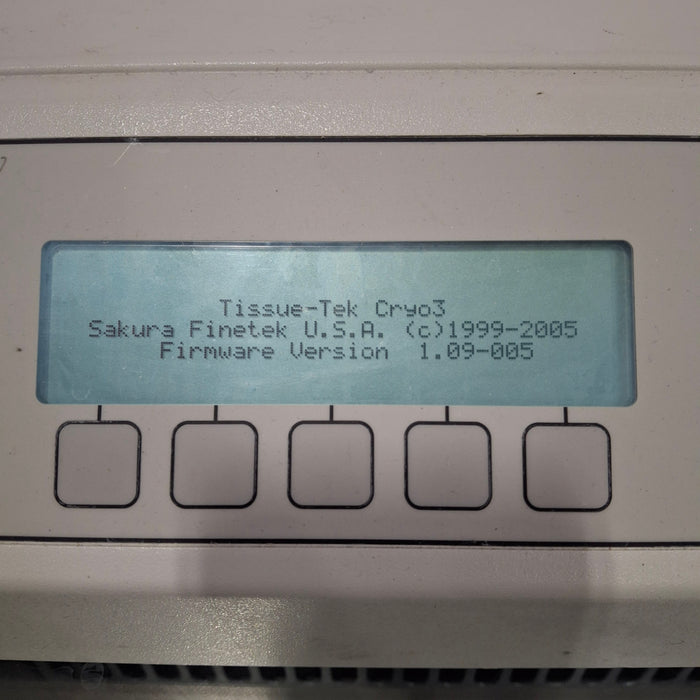 Tissue-Tek Cryo3
Sakura Finetek U.S.A. (c)1999-2005
Firmware Version 1.09-005